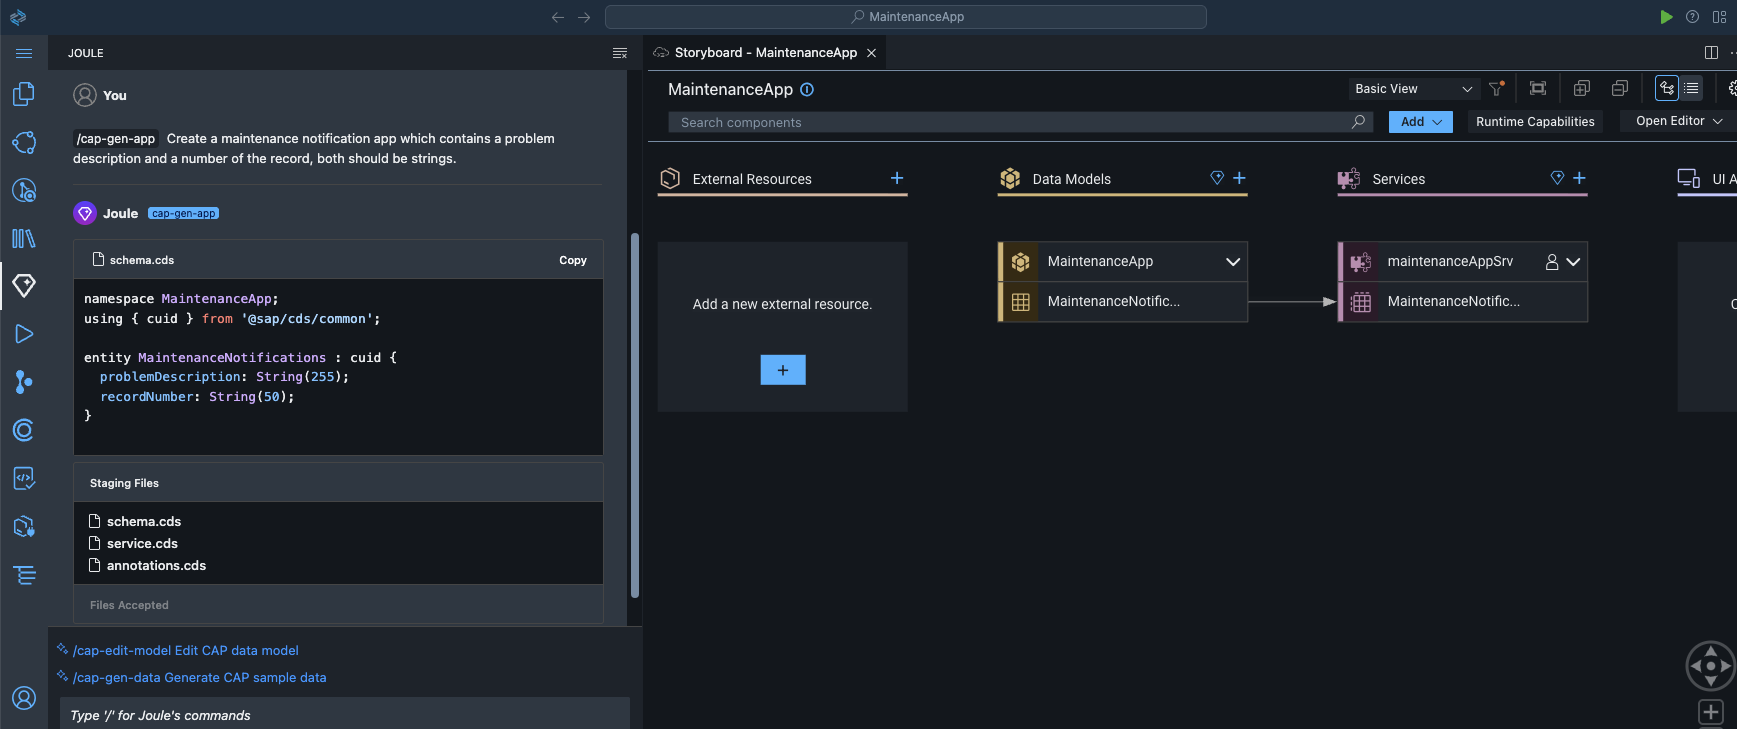 MaintenanceApp
JOULE
You
/cap-gen-app Create a maintenance notification app which contains a problem
description and a number of the record, both should be strings.
Joule cap-gen-app
schema.cds Copy
namespace MaintenanceApp;
using { cuid } from '@sap/cds/common';
entity MaintenanceNotifications : cuid {
problemDescription: String(255);
recordNumber: String(50);
}
Staging Files
schema.cds
service.cds
annotations.cds
Files Accepted
/cap-edit-model Edit CAP data model
/cap-gen-data Generate CAP sample data
Type '/' for Joule's commands
Storyboard - MaintenanceApp
MaintenanceApp
Basic View
Search components
Add
Runtime Capabilities
Open Editor
External Resources
Data Models
Services
UI A
Add a new external resource.
MaintenanceApp
MaintenanceNotific...
maintenanceAppSrv
MaintenanceNotific...